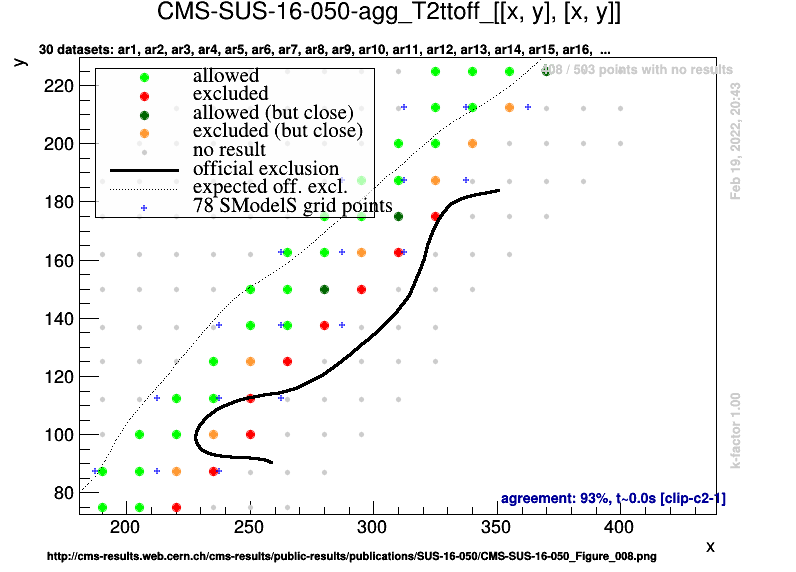 CMS-SUS-16-050-agg_T2ttoff_[[x, y], [x, y]]
30 datasets: ar1, ar2, ar3, ar4, ar5, ar6, ar7, ar8, ar9, ar10, ar11, ar12, ar13, ar14, ar15, ar16, ...
y
408 / 503 points with no results
allowed
excluded
allowed (but close)
excluded (but close)
no result
official exclusion
expected off. excl.
78 SModelS grid points
220
200
180
160
140
120
100
80
Feb 19, 2022, 20:43
k-factor 1.00
agreement: 93%, t~0.0s [clip-c2-1]
200 250 300 350 400
x
http://cms-results.web.cern.ch/cms-results/public-results/publications/SUS-16-050/CMS-SUS-16-050_Figure_008.png